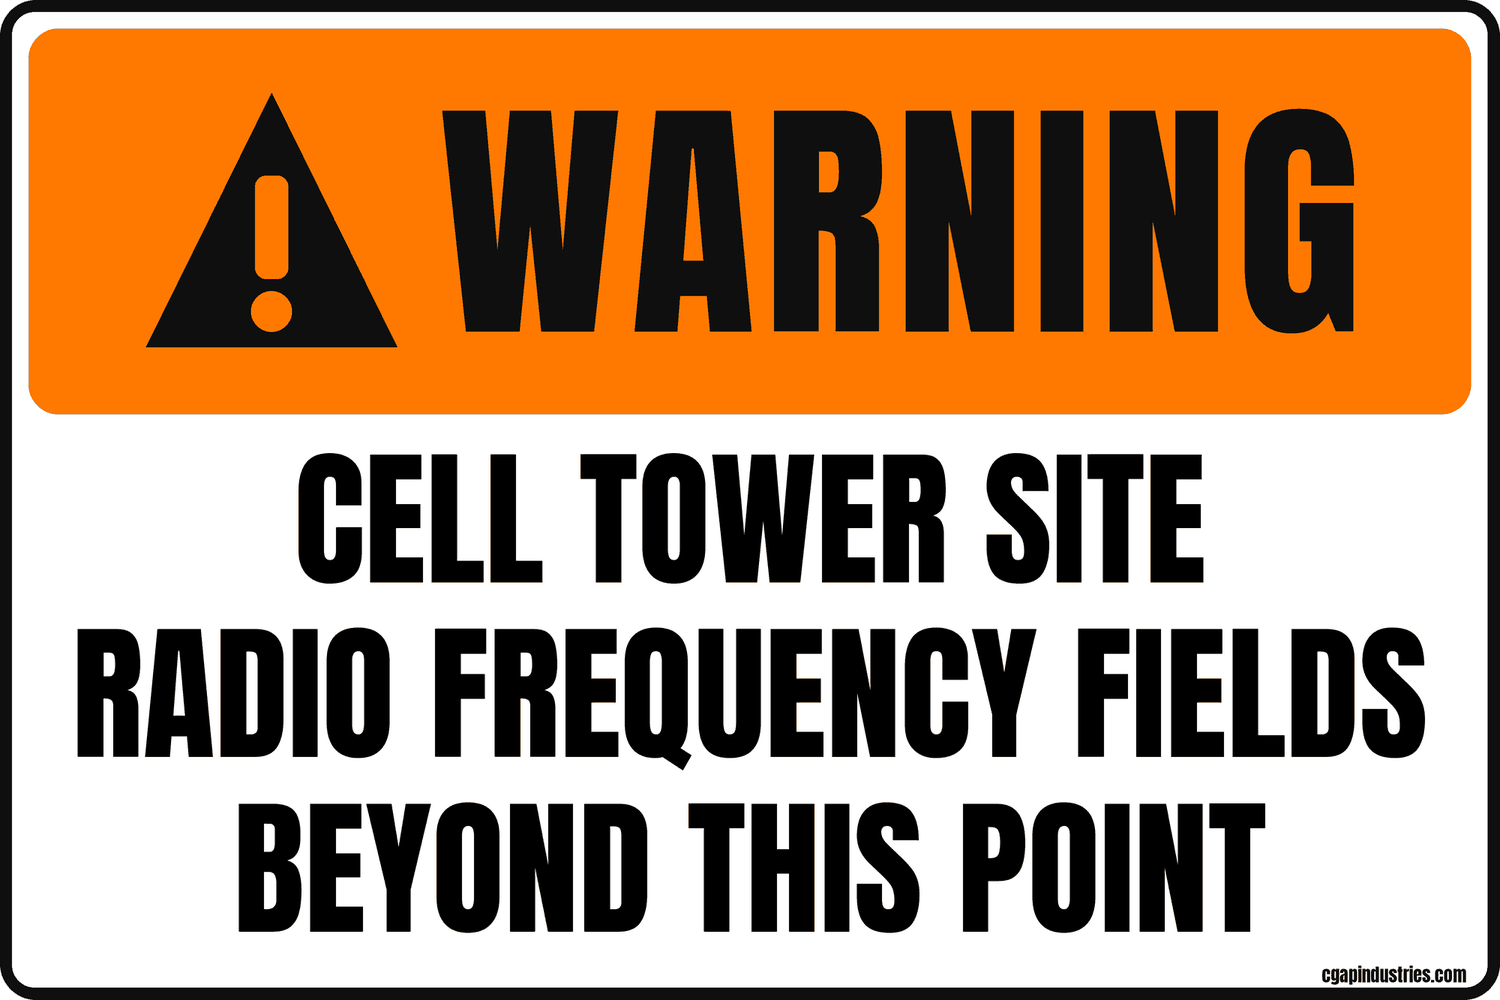 WARNING
CELL TOWER SITE
RADIO FREQUENCY FIELDS
BEYOND THIS POINT
cgapindustries.com